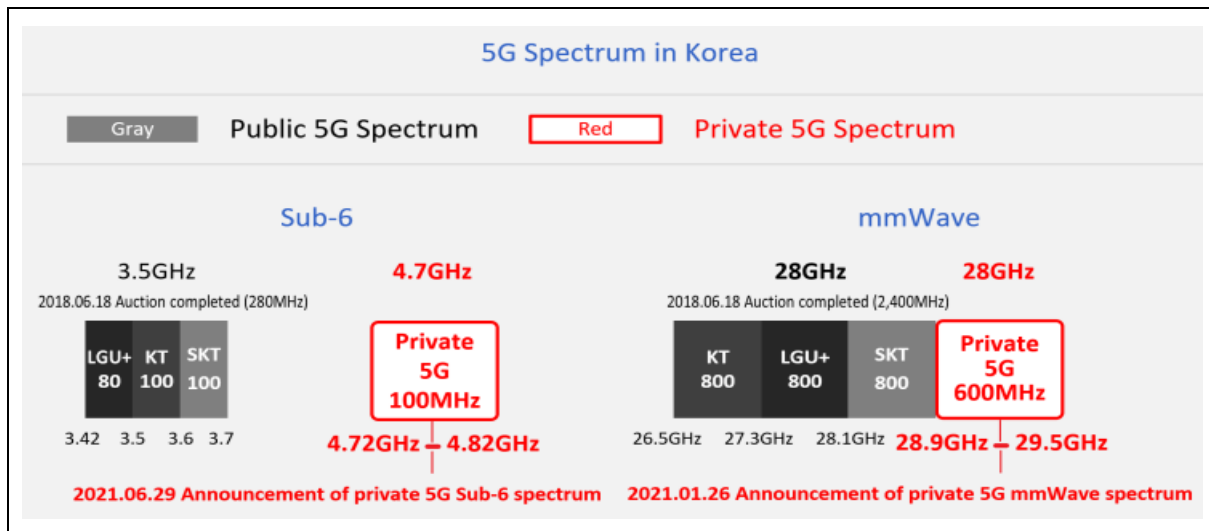 5G Spectrum in Korea
Gray
Public 5G Spectrum
Red
Private 5G Spectrum
Sub-6
3.5GHz
2018.06.18 Auction completed (280MHz)
LGU+ KT SKT
80 100 100
3.42 3.5 3.6 3.7
4.7GHz
Private
5G
100MHz
4.72GHz – 4.82GHz
2021.06.29 Announcement of private 5G Sub-6 spectrum
mmWave
28GHz
2018.06.18 Auction completed (2,400MHz)
KT LGU+ SKT
800 800 800
26.5GHz 27.3GHz 28.1GHz
28GHz
Private
5G
600MHz
28.9GHz – 29.5GHz
2021.01.26 Announcement of private 5G mmWave spectrum